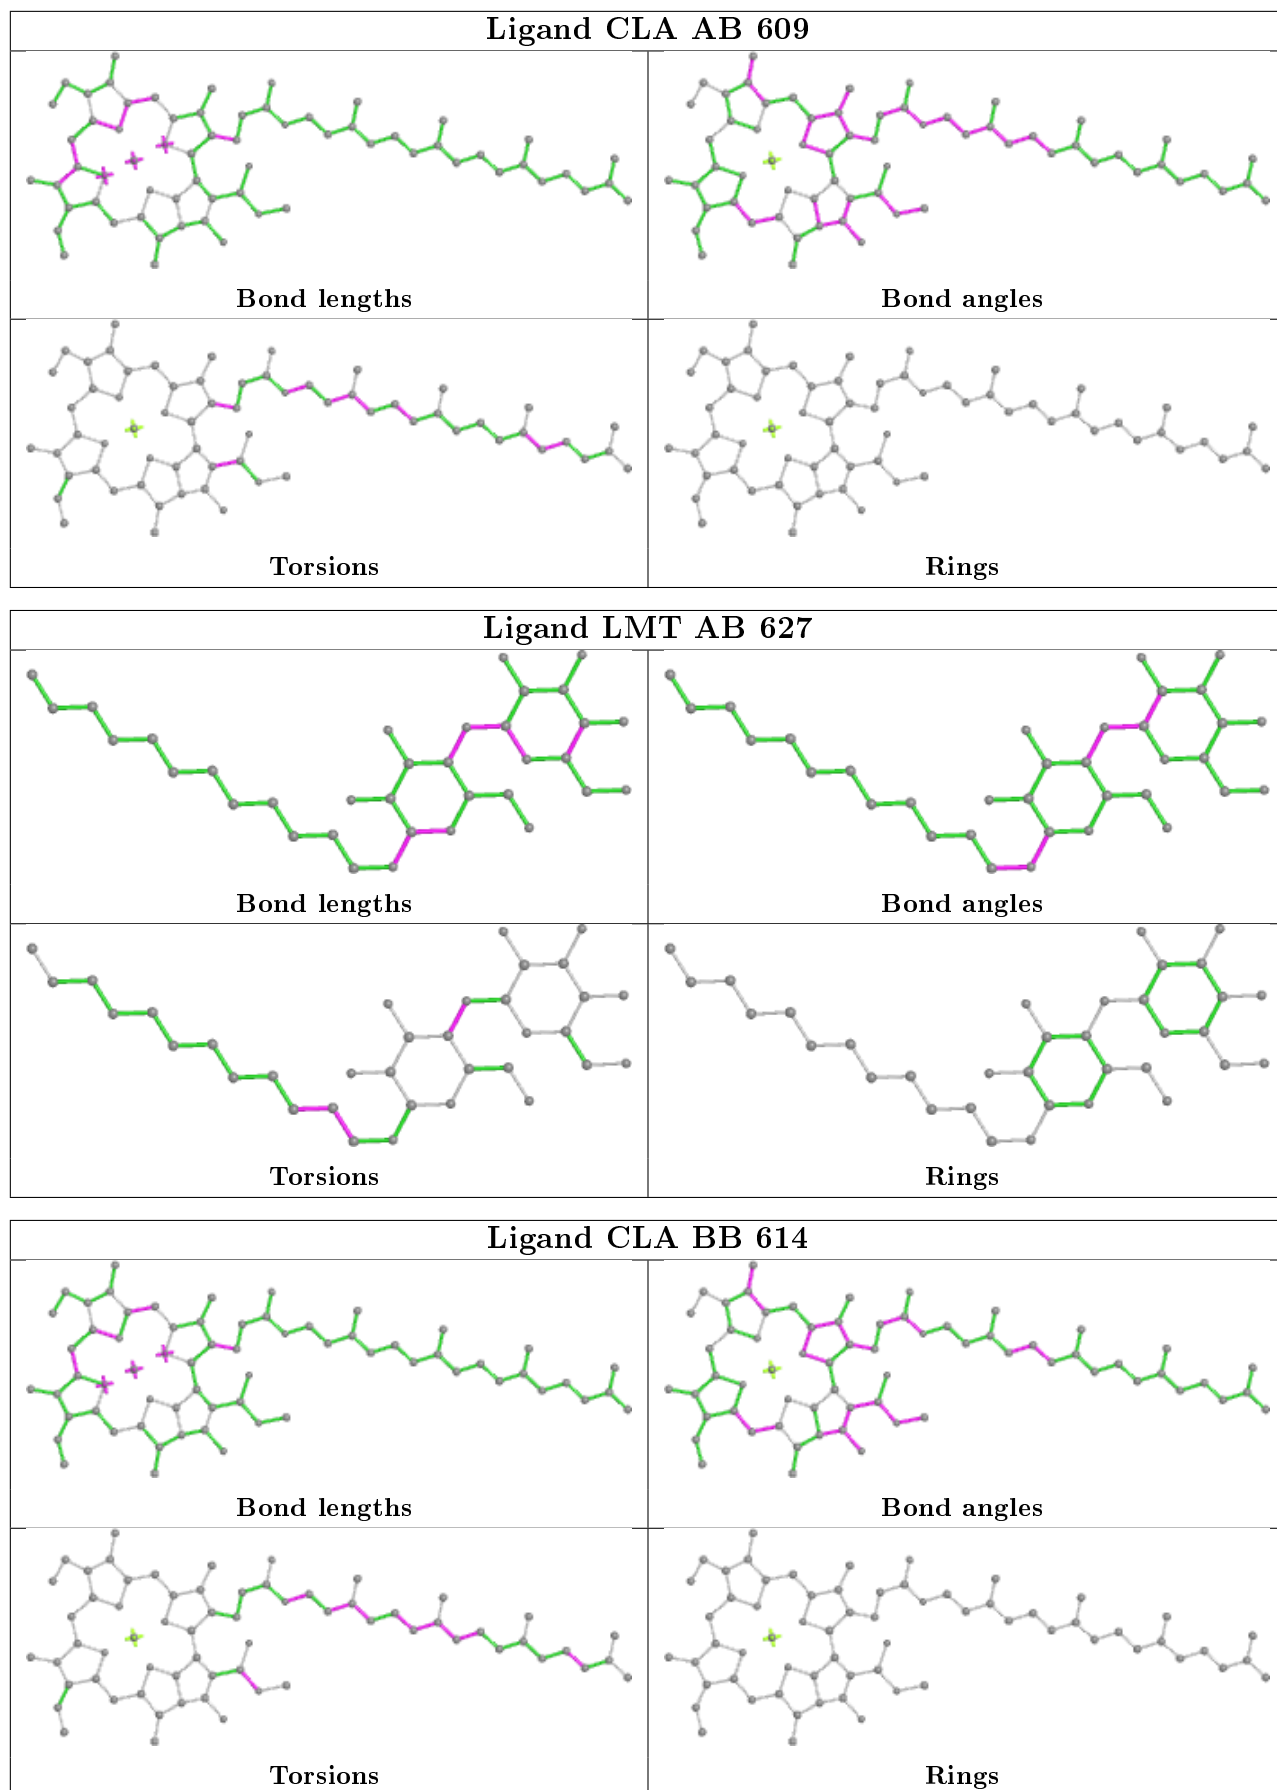 Ligand CLA AB 609
Bond lengths
Bond angles
Torsions
Rings
Ligand LMT AB 627
Bond lengths
Bond angles
Torsions
Rings
Ligand CLA BB 614
Bond lengths
Bond angles
Torsions
Rings